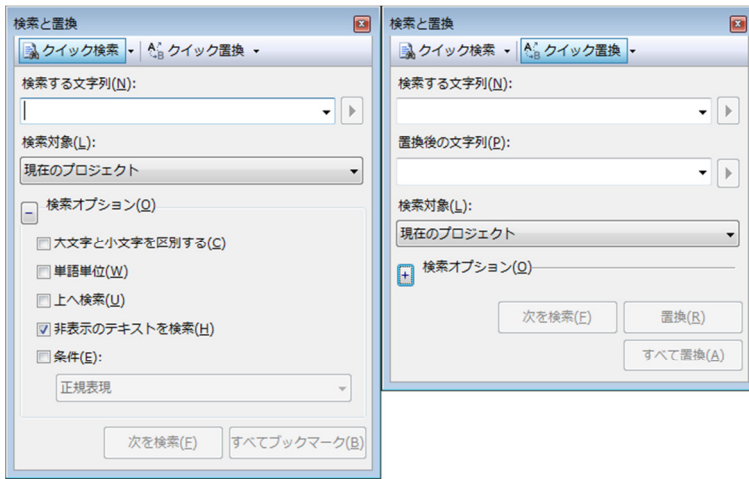 検索と置換
クイック検索 クイック置換
検索する文字列(N):
検索対象(L):
現在のプロジェクト
検索オプション(O)
大文字と小文字を区別する(C)
単語単位(W)
上へ検索(U)
非表示のテキストを検索(H)
条件(E):
正規表現
次を検索(F) すべてブックマーク(B)
検索と置換
クイック検索 クイック置換
検索する文字列(N):
置換後の文字列(P):
検索対象(L):
現在のプロジェクト
検索オプション(O)
次を検索(F) 置換(R)
すべて置換(A)